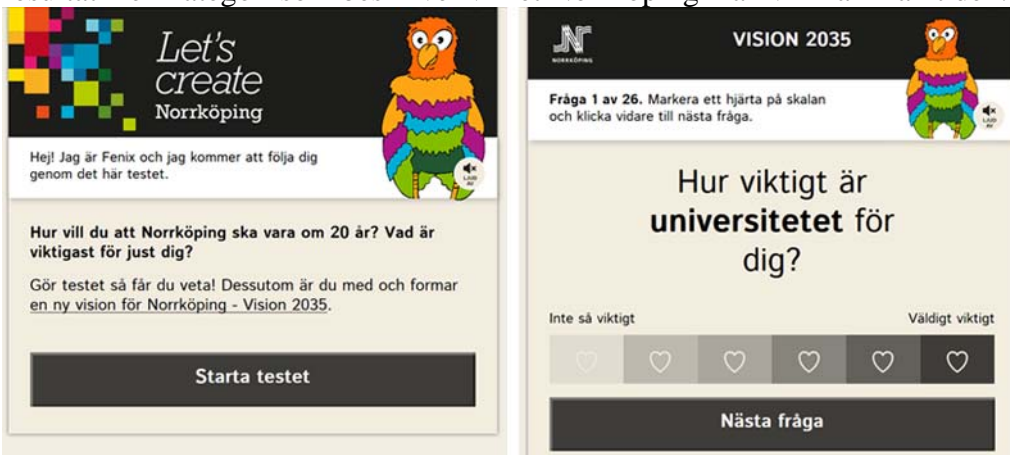 Let's
create
Norrköping
Hej! Jag är Fenix och jag kommer att följa dig
genom det här testet.
LJUD
AV
Hur vill du att Norrköping ska vara om 20 år? Vad är
viktigast för just dig?
Gör testet så får du veta! Dessutom är du med och formar
en ny vision för Norrköping - Vision 2035.
Starta testet
NORRKÖPING
VISION 2035
Fråga 1 av 26. Markera ett hjärta på skalan
och klicka vidare till nästa fråga.
LJUD
AV
Hur viktigt är
universitetet för
dig?
Inte så viktigt
Väldigt viktigt
Nästa fråga